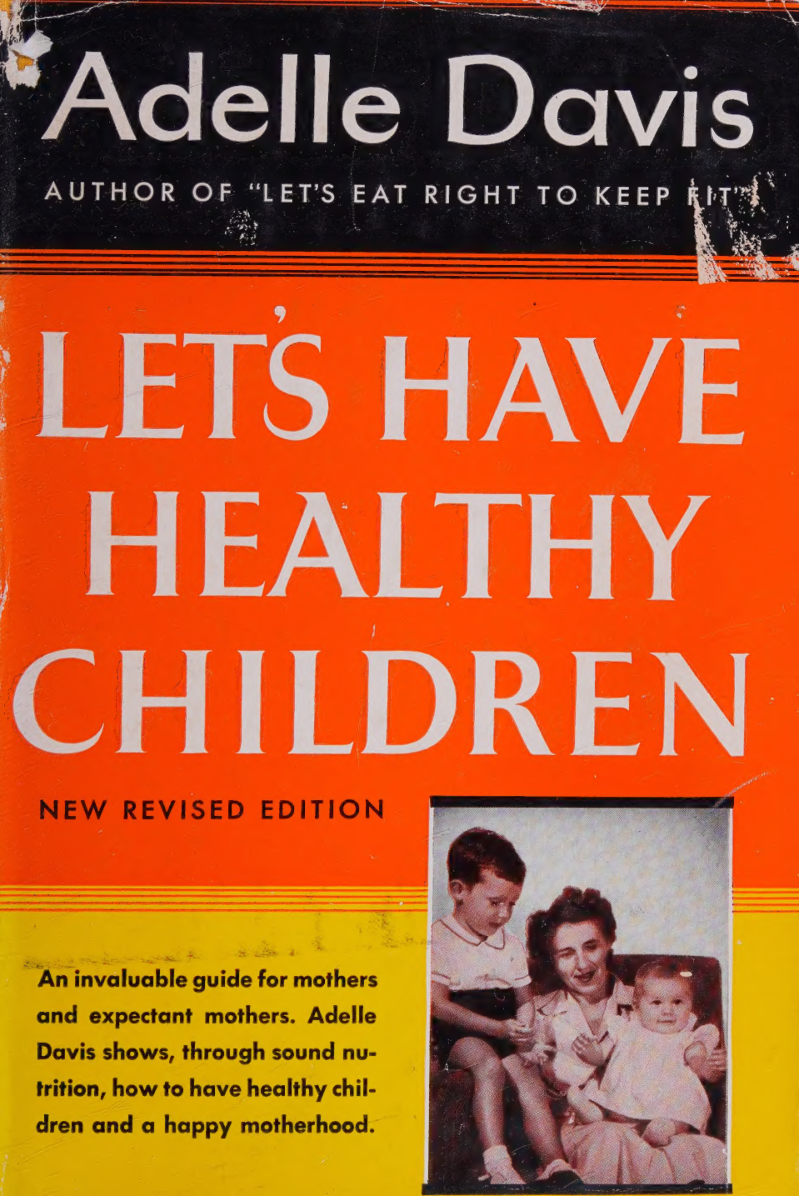 Adelle Davis
AUTHOR OF "LET'S EAT RIGHT TO KEEP FIT"
LET'S HAVE
HEALTHY
CHILDREN
NEW REVISED EDITION
An invaluable guide for mothers
and expectant mothers. Adelle
Davis shows, through sound nu-
trition, how to have healthy chil-
dren and a happy motherhood.